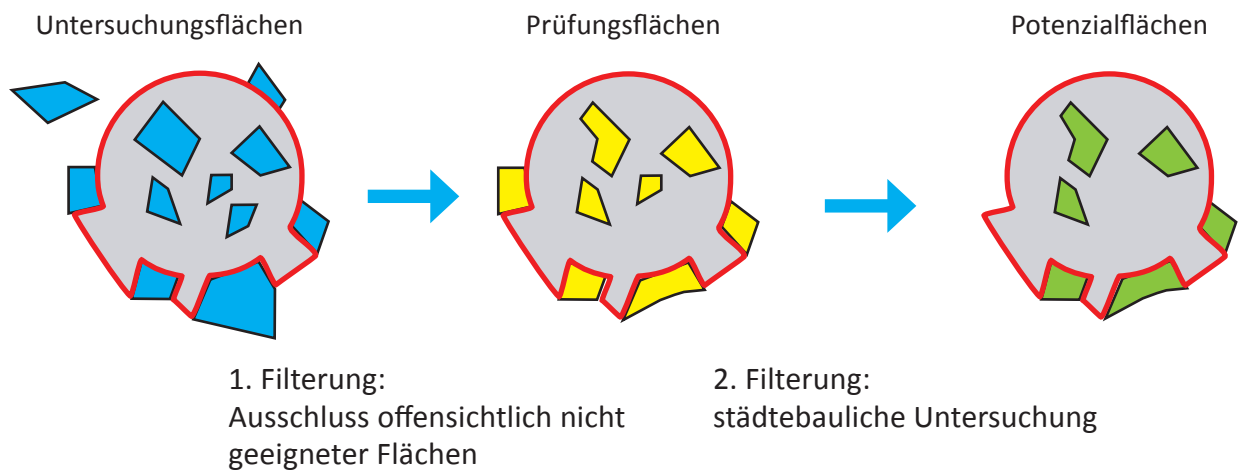 Untersuchungsflächen
Prüfungsflächen
Potenzialflächen
1. Filterung:
Ausschluss offensichtlich nicht
geeigneter Flächen
2. Filterung:
städtebauliche Untersuchung